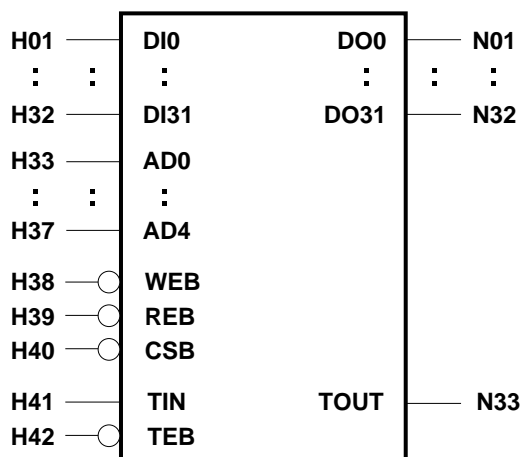 H01 DI0 DO0 N01
: : : : : :
H32 DI31 DO31 N32
H33 AD0
: : :
H37 AD4
H38 WEB
H39 REB
H40 CSB
H41 TIN TOUT N33
H42 TEB